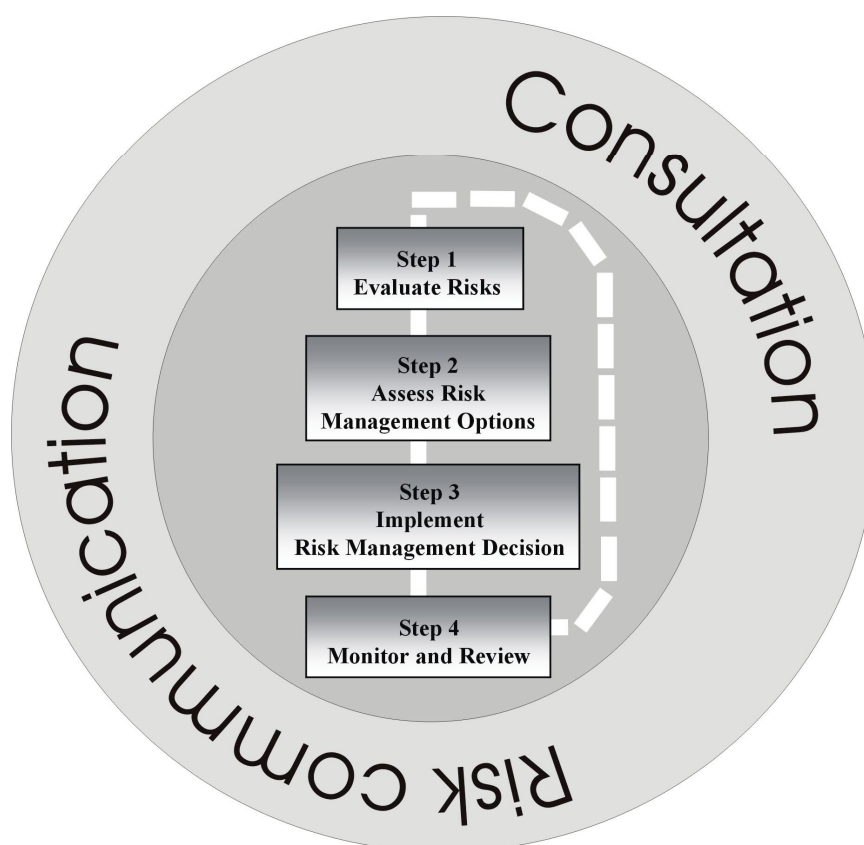 Consultation
Step 1
Evaluate Risks
Step 2
Assess Risk
Management Options
Step 3
Implement
Risk Management Decision
Step 4
Monitor and Review
Risk Communication